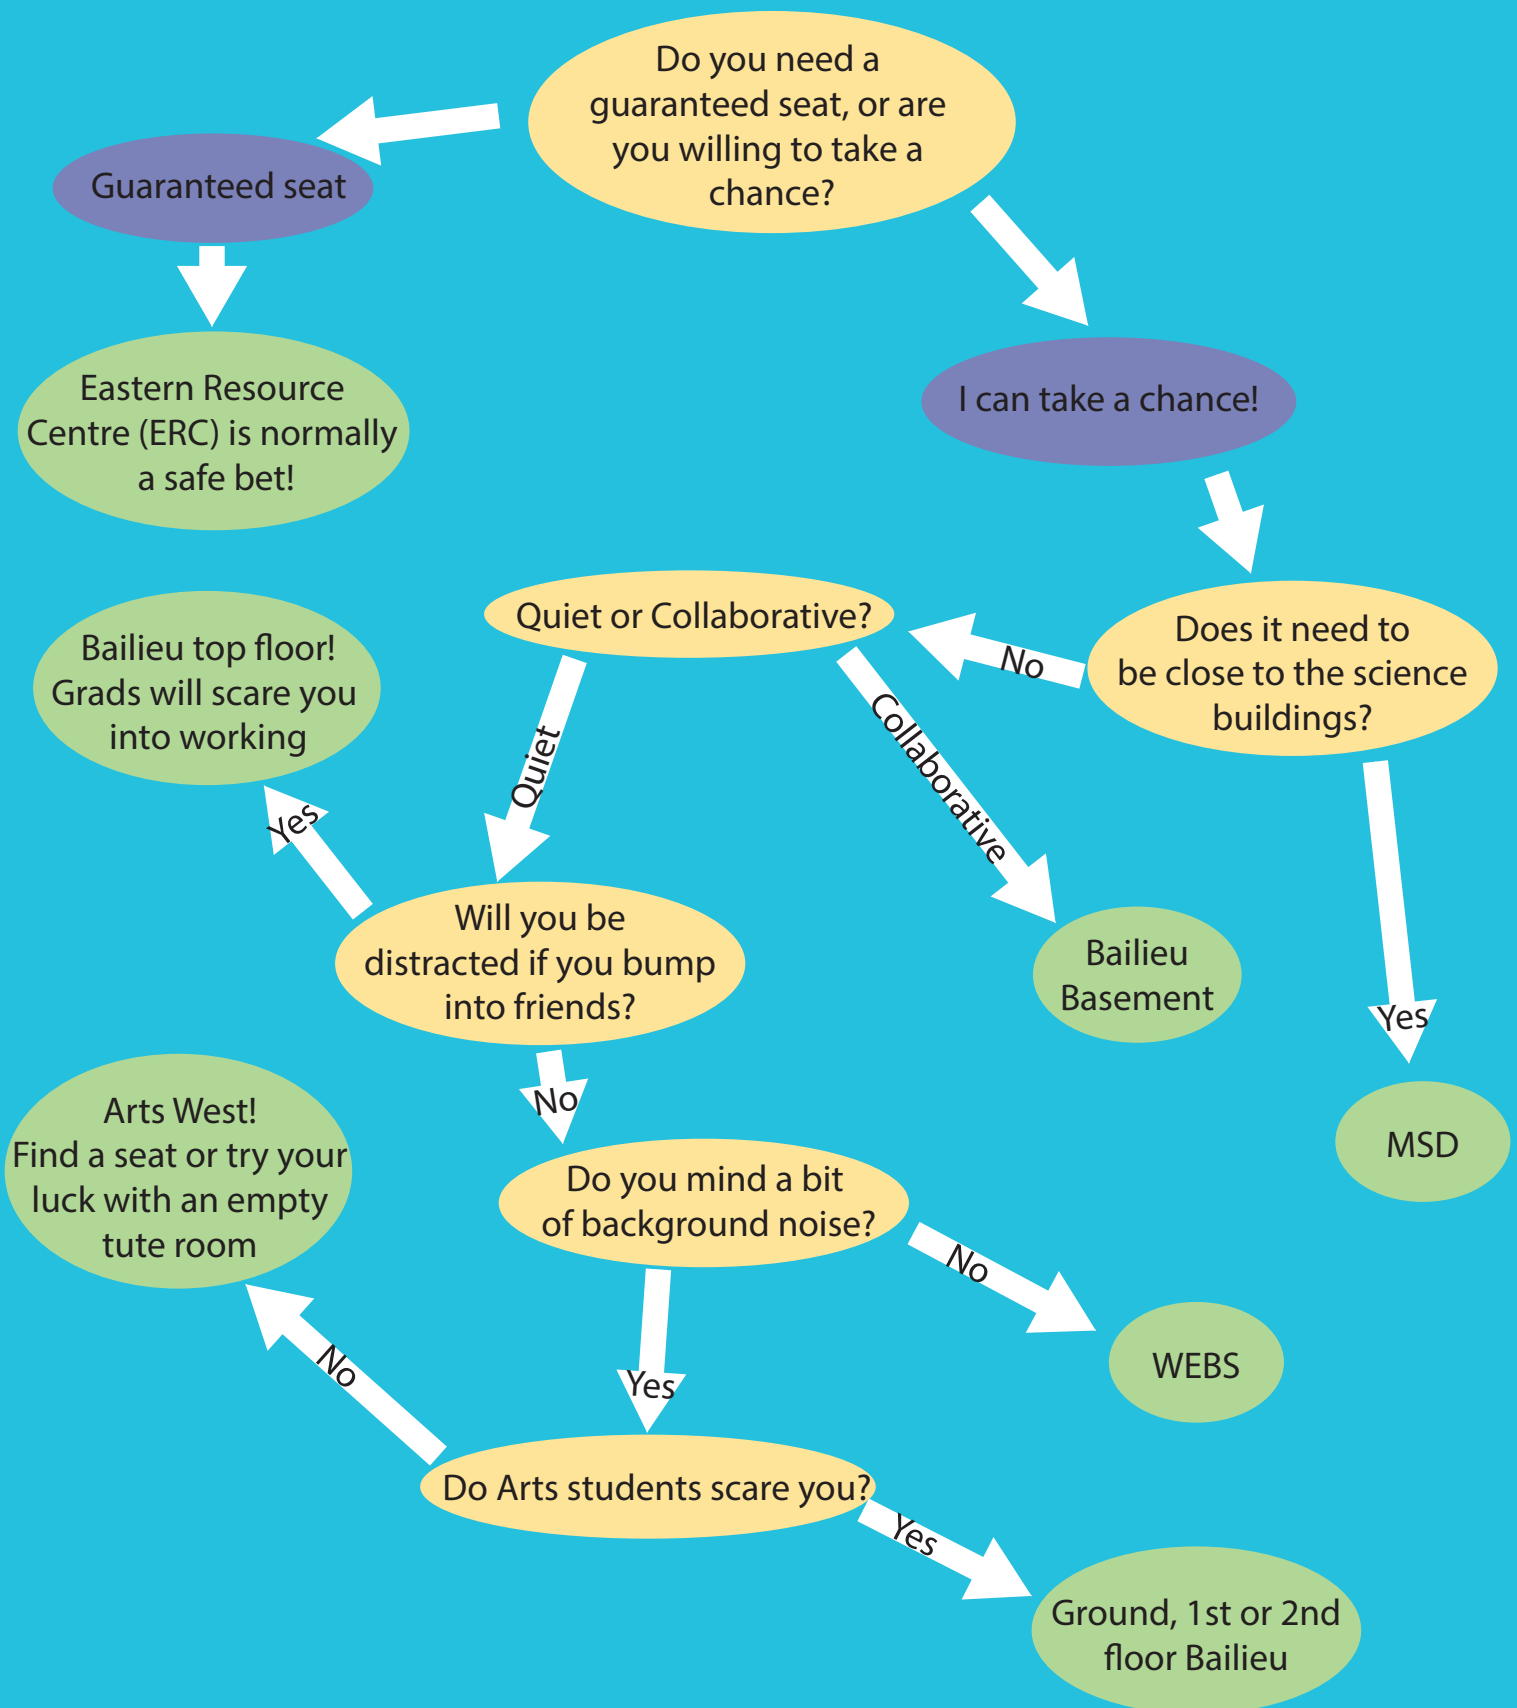 Do you need a
guaranteed seat, or are
you willing to take a
chance?
Guaranteed seat
Eastern Resource
Centre (ERC) is normally
a safe bet!
I can take a chance!
Does it need to
be close to the science
buildings?
No
Yes
MSD
Quiet or Collaborative?
Collaborative
Bailieu
Basement
Quiet
Will you be
distracted if you bump
into friends?
Yes
Bailieu top floor!
Grads will scare you
into working
No
Do you mind a bit
of background noise?
No
WEBS
Yes
Do Arts students scare you?
No
Arts West!
Find a seat or try your
luck with an empty
tute room
Yes
Ground, 1st or 2nd
floor Bailieu